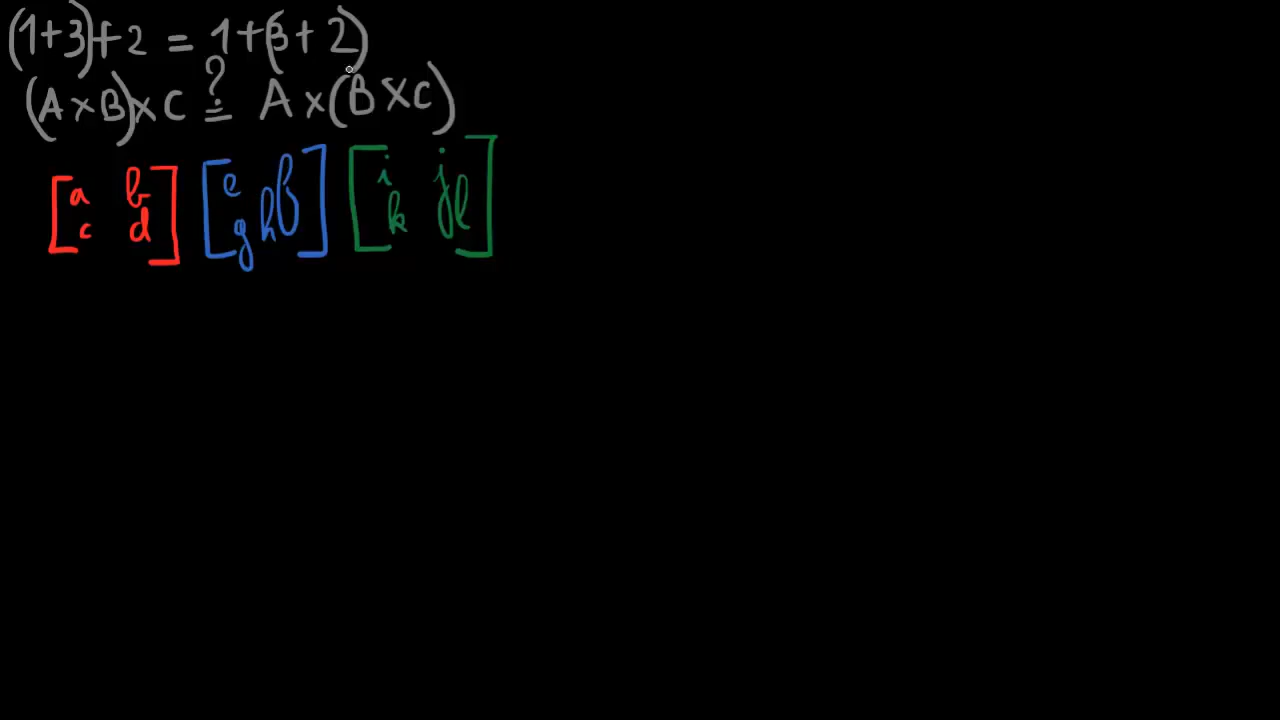 (1+3)+2 = 1+(3+2)
(A×B)×C ≟ A×(B×C)
[a b] [e f] [i j]
[c d] [g h] [k l]